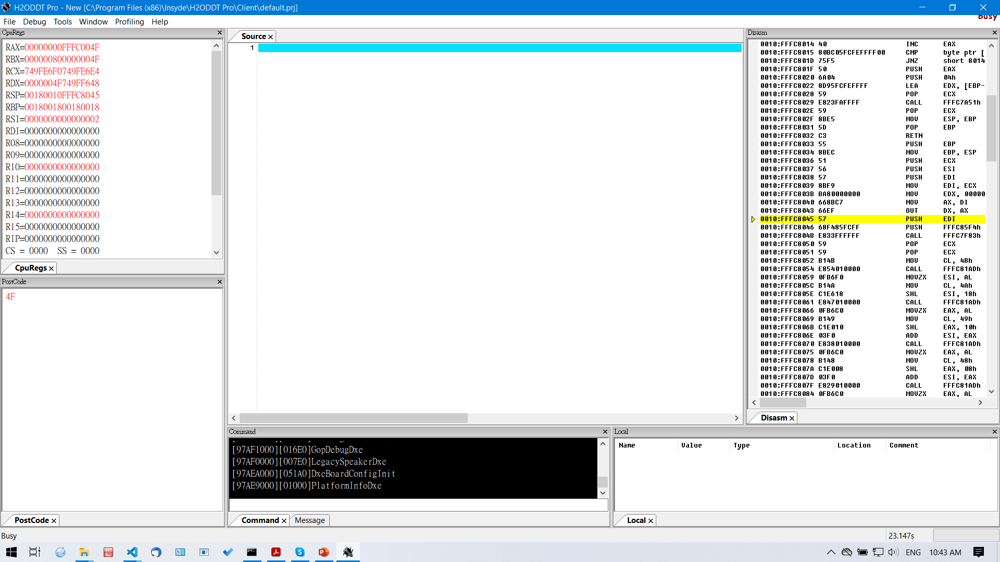 H2ODDT Pro - New [C:\Program Files (x86)\Insyde\H2ODDT Pro\Client\default.prj]
File Debug Tools Window Profiling Help
Busy
CpuRegs
RAX=00000000FFFC004F
RBX=000000800000004F
RCX=749FE6F0749FE6E4
RDX=0000004F749FF648
RSP=00180010FFFC8045
RBP=0018001800180018
RSI=0000000000000002
RDI=0000000000000000
R08=0000000000000000
R09=0000000000000000
R10=0000000000000000
R11=0000000000000000
R12=0000000000000000
R13=0000000000000000
R14=0000000000000000
R15=0000000000000000
RIP=0000000000000000
CS = 0000 SS = 0000
CpuRegs
PostCode
4F
PostCode
Source
1
Disasm
0010:FFFC8014 40 INC EAX
0010:FFFC8015 80BC05FCFEFFFF00 CMP byte ptr [
0010:FFFC801D 75F5 JNZ short 8014
0010:FFFC801F 50 PUSH EAX
0010:FFFC8020 6A04 PUSH 04h
0010:FFFC8022 8D95FCFEFFFF LEA EDX, [EBP-
0010:FFFC8028 59 POP ECX
0010:FFFC8029 E823FAFFFF CALL FFFC7A51h
0010:FFFC802E 59 POP ECX
0010:FFFC802F 8BE5 MOV ESP, EBP
0010:FFFC8031 5D POP EBP
0010:FFFC8032 C3 RETN
0010:FFFC8033 55 PUSH EBP
0010:FFFC8034 8BEC MOV EBP, ESP
0010:FFFC8036 51 PUSH ECX
0010:FFFC8037 56 PUSH ESI
0010:FFFC8038 57 PUSH EDI
0010:FFFC8039 8BF9 MOV EDI, ECX
0010:FFFC803B BA80000000 MOV EDX, 00000
0010:FFFC8040 668BC7 MOV AX, DI
0010:FFFC8043 66EF OUT DX, AX
0010:FFFC8045 57 PUSH EDI
0010:FFFC8046 68F485FCFF PUSH FFFC85F4h
0010:FFFC804B E833FFFFFF CALL FFFC7F83h
0010:FFFC8050 59 POP ECX
0010:FFFC8051 59 POP ECX
0010:FFFC8052 B14B MOV CL, 4Bh
0010:FFFC8054 E854010000 CALL FFFC81ADh
0010:FFFC8059 0FB6F0 MOVZX ESI, AL
0010:FFFC805C B14A MOV CL, 4Ah
0010:FFFC805E C1E618 SHL ESI, 18h
0010:FFFC8061 E847010000 CALL FFFC81ADh
0010:FFFC8066 0FB6C0 MOVZX EAX, AL
0010:FFFC8069 B149 MOV CL, 49h
0010:FFFC806B C1E010 SHL EAX, 10h
0010:FFFC806E 03F0 ADD ESI, EAX
0010:FFFC8070 E838010000 CALL FFFC81ADh
0010:FFFC8075 0FB6C0 MOVZX EAX, AL
0010:FFFC8078 B148 MOV CL, 48h
0010:FFFC807A C1E008 SHL EAX, 08h
0010:FFFC807D 03F0 ADD ESI, EAX
0010:FFFC807F E829010000 CALL FFFC81ADh
0010:FFFC8084 0FB6C0 MOVZX EAX, AL
Disasm
Command
[97AF1000][016E0]GopDebugDxe
[97AF0000][007E0]LegacySpeakerDxe
[97AEA000][051A0]DxeBoardConfigInit
[97AE9000][01000]PlatformInfoDxe
Command Message
Local
Name Value Type Location Comment
Local
Busy 23.147s
ENG 10:43 AM